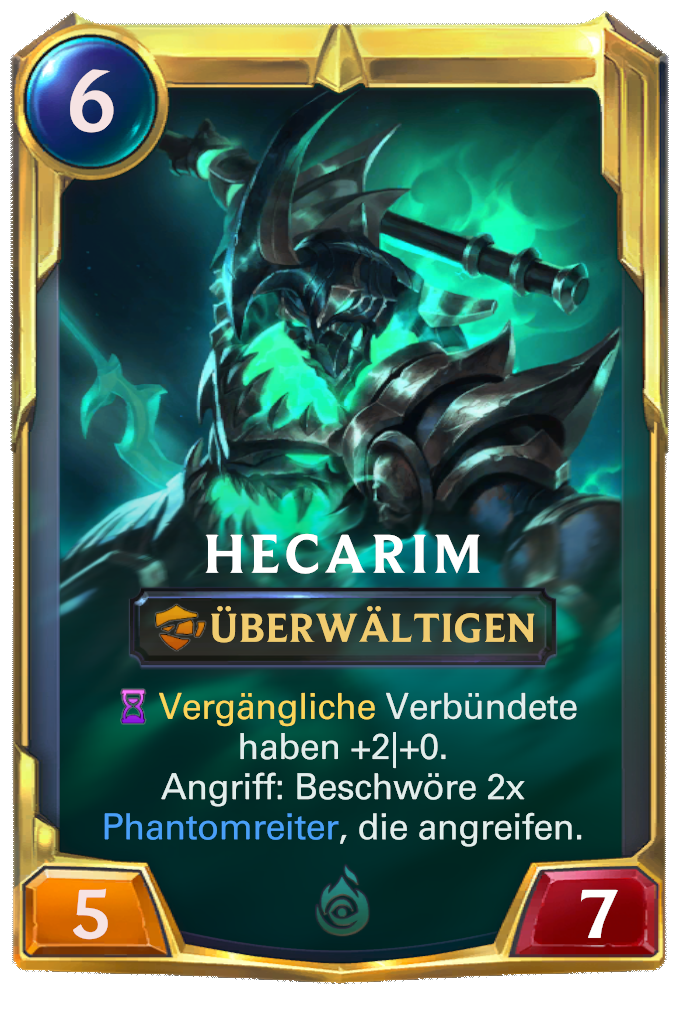 6
HECARIM
ÜBERWÄLTIGEN
Vergängliche Verbündete
haben +2|+0.
Angriff: Beschwöre 2x
Phantomreiter, die angreifen.
5
7